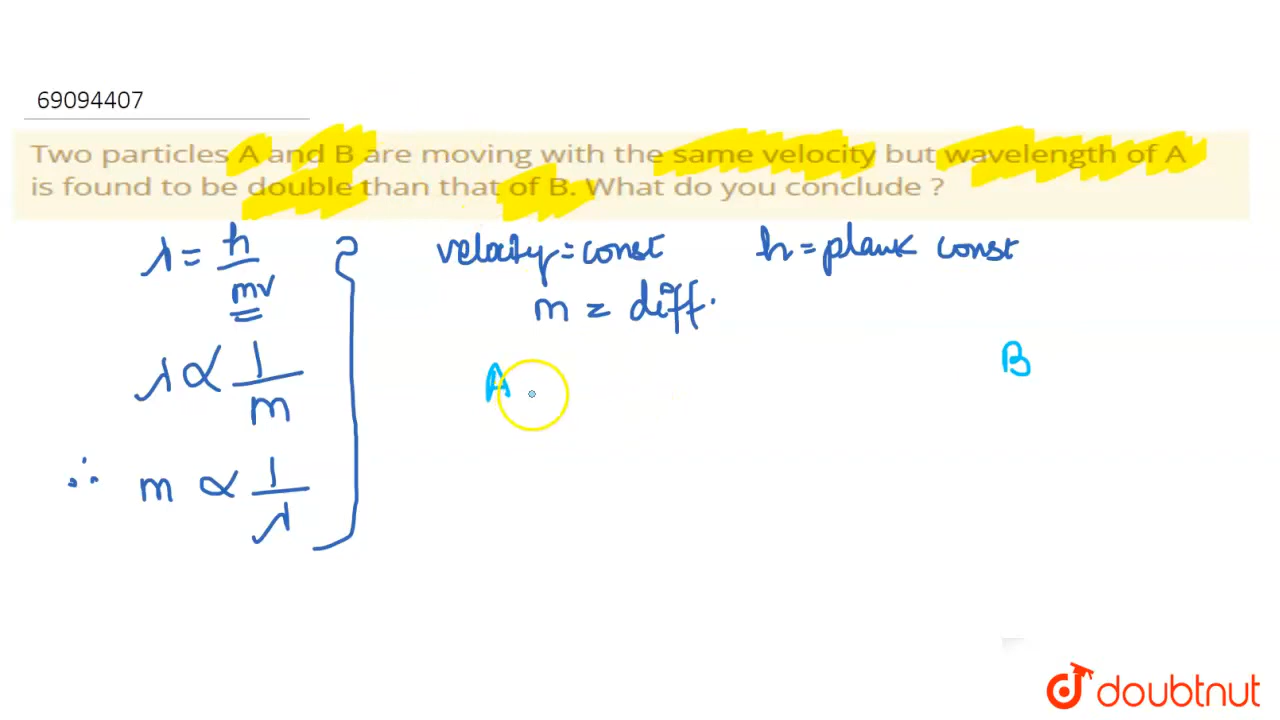 69094407
Two particles A and B are moving with the same velocity but wavelength of A
is found to be double than that of B. What do you conclude ?
λ = h/mv
velocity = const
h = plank const
m = diff.
λ ∝ 1/m
A
B
∴ m ∝ 1/λ
doubtnut